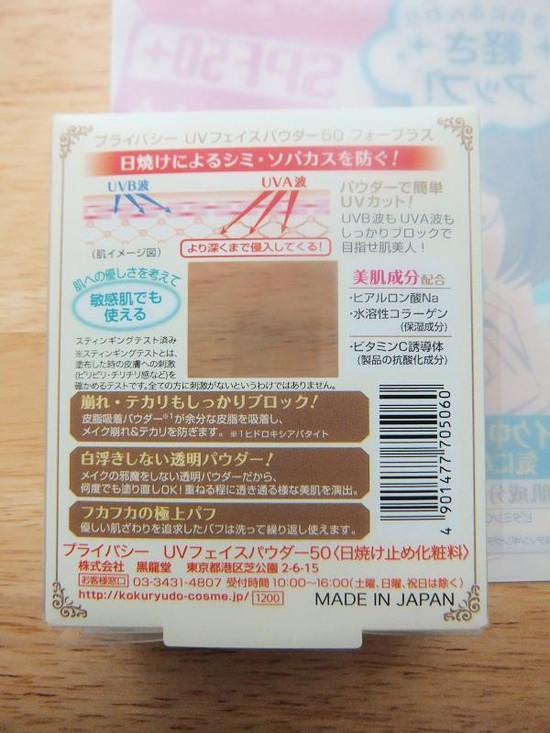 軽さ
アップ!
SPF50+
プライバシー UVフェイスパウダー50 フォープラス
日焼けによるシミ・ソバカスを防ぐ!
UVB波
UVA波
(肌イメージ図)
より深くまで侵入してくる!
パウダーで簡単
UVカット!
UVB波もUVA波も
しっかりブロックで
目指せ肌美人!
肌への優しさを考えて
敏感肌でも
使える
スティンギングテスト済み
※スティンギングテストとは、
塗布した時の皮膚への刺激
(ピリピリ・チリチリ感など)を
確かめるテストです。全ての方に刺激がないというわけではありません。
美肌成分配合
・ヒアルロン酸Na
・水溶性コラーゲン
(保湿成分)
・ビタミンC誘導体
(製品の抗酸化成分)
崩れ・テカリもしっかりブロック!
皮脂吸着パウダー※1が余分な皮脂を吸着し、
メイク崩れ&テカリを防ぎます。 ※1ヒドロキシアパタイト
白浮きしない透明パウダー!
メイクの邪魔をしない透明パウダーだから、
何度でも塗り直しOK!重ねる程に透き通る様な美肌を演出。
フカフカの極上パフ
優しい肌ざわりを追求したパフは洗って繰り返し使えます。
4 901477 705060
プライバシー UVフェイスパウダー50〈日焼け止め化粧料〉
株式会社 黒龍堂 東京都港区芝公園2-6-15
お客様窓口 03-3431-4807 受付時間10:00~16:00(土曜、日曜、祝日は除く)
http://kokuryudo-cosme.jp/ 1200 MADE IN JAPAN